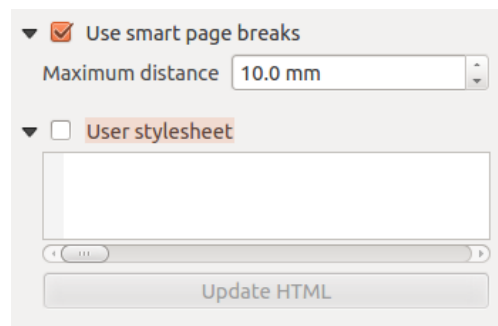 Use smart page breaks
Maximum distance 10.0 mm
User stylesheet
Update HTML